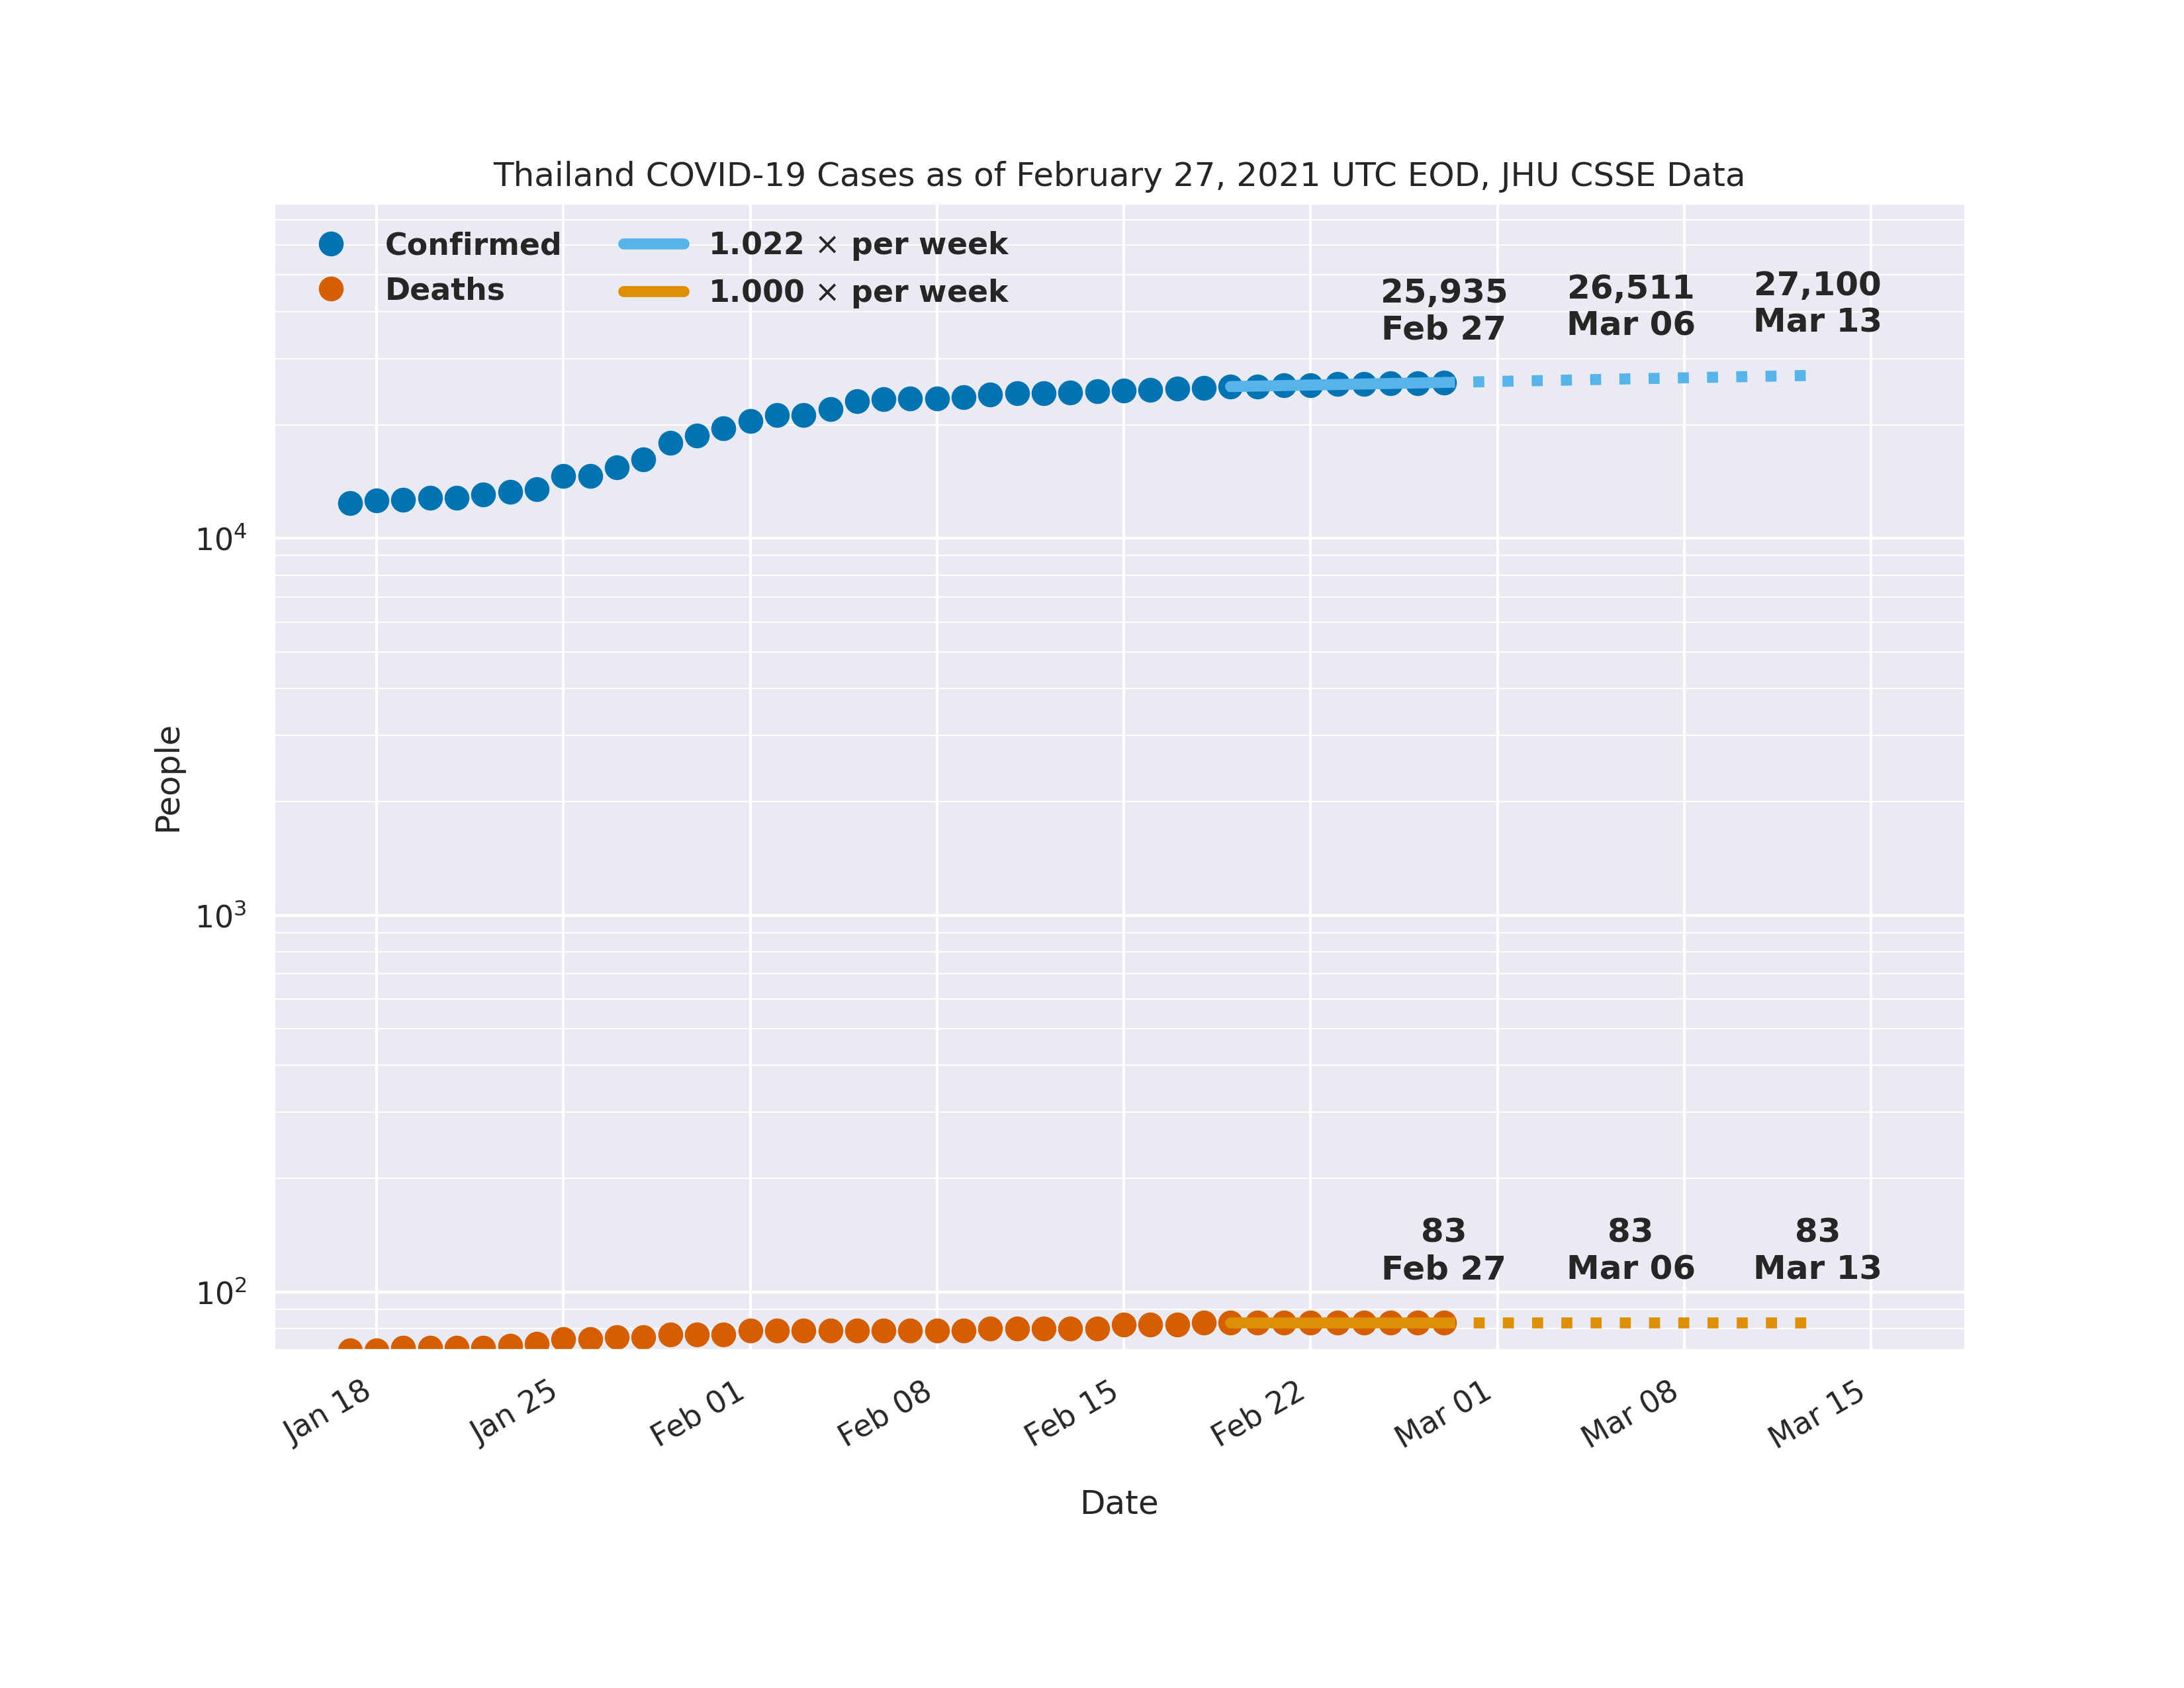 Thailand COVID-19 Cases as of February 27, 2021 UTC EOD, JHU CSSE Data
Confirmed
Deaths
1.022 × per week
1.000 × per week
25,935
Feb 27
26,511
Mar 06
27,100
Mar 13
10⁴
10³
10²
People
83
Feb 27
83
Mar 06
83
Mar 13
Jan 18
Jan 25
Feb 01
Feb 08
Feb 15
Feb 22
Mar 01
Mar 08
Mar 15
Date